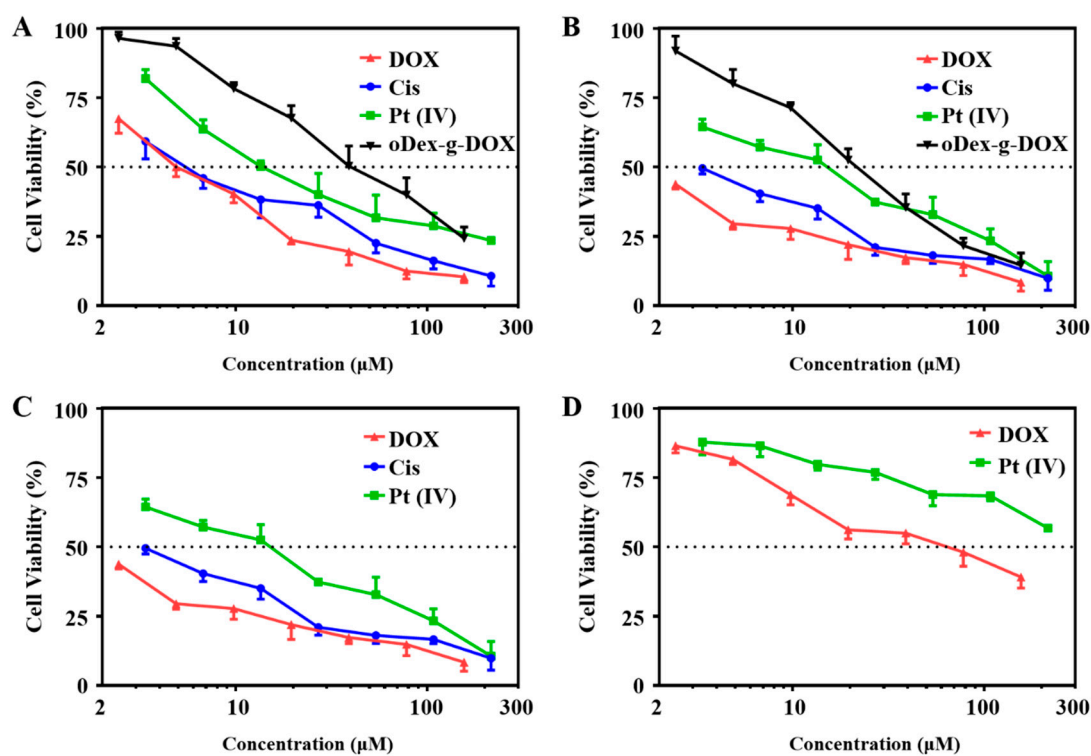 A
100
75
50
25
0
Cell Viability (%)
DOX
Cis
Pt (IV)
oDex-g-DOX
2
10
100
300
Concentration (μM)
B
100
75
50
25
0
Cell Viability (%)
DOX
Cis
Pt (IV)
oDex-g-DOX
2
10
100
300
Concentration (μM)
C
100
75
50
25
0
Cell Viability (%)
DOX
Cis
Pt (IV)
2
10
100
300
Concentration (μM)
D
100
75
50
25
0
Cell Viability (%)
DOX
Pt (IV)
2
10
100
300
Concentration (μM)